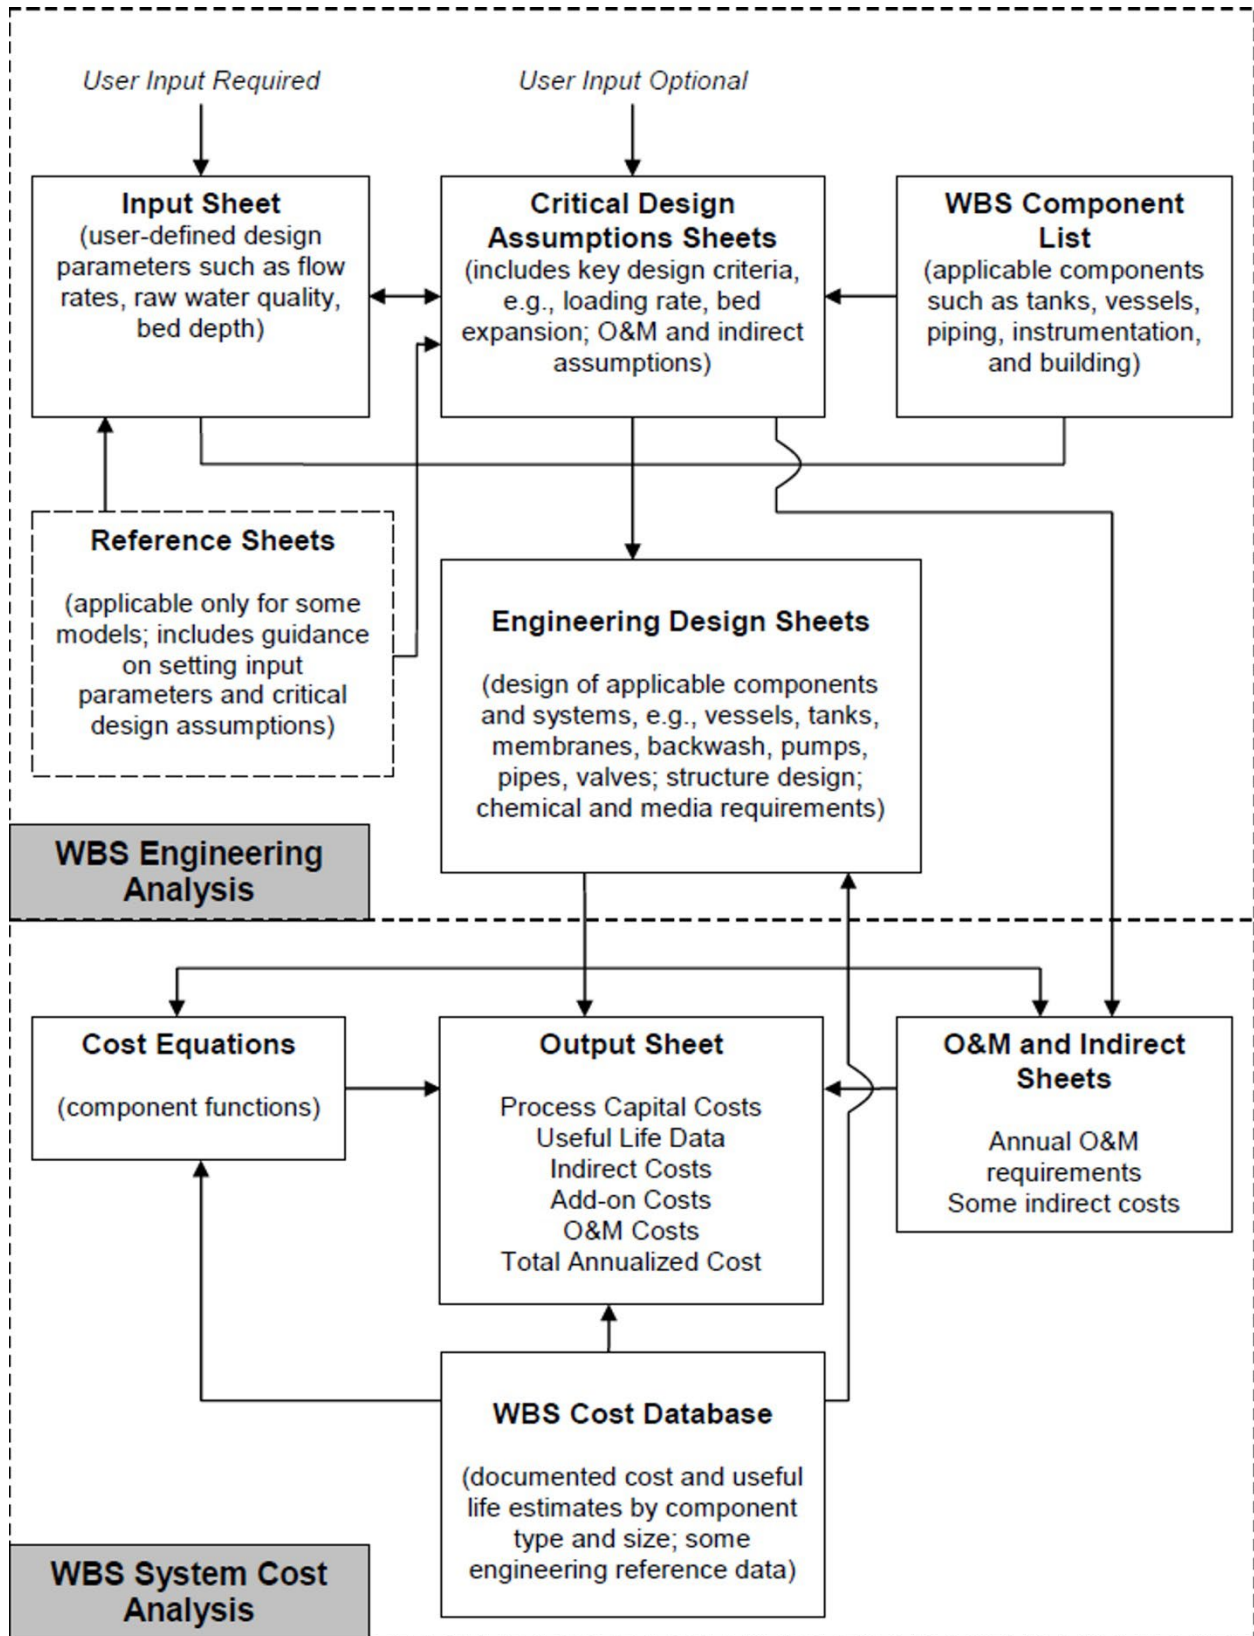 User Input Required
User Input Optional
Input Sheet
(user-defined design
parameters such as flow
rates, raw water quality,
bed depth)
Critical Design
Assumptions Sheets
(includes key design criteria,
e.g., loading rate, bed
expansion; O&M and indirect
assumptions)
WBS Component
List
(applicable components
such as tanks, vessels,
piping, instrumentation,
and building)
Reference Sheets
(applicable only for some
models; includes guidance
on setting input
parameters and critical
design assumptions)
Engineering Design Sheets
(design of applicable components
and systems, e.g., vessels, tanks,
membranes, backwash, pumps,
pipes, valves; structure design;
chemical and media requirements)
WBS Engineering
Analysis
Cost Equations
(component functions)
Output Sheet
Process Capital Costs
Useful Life Data
Indirect Costs
Add-on Costs
O&M Costs
Total Annualized Cost
O&M and Indirect
Sheets
Annual O&M
requirements
Some indirect costs
WBS Cost Database
(documented cost and useful
life estimates by component
type and size; some
engineering reference data)
WBS System Cost
Analysis